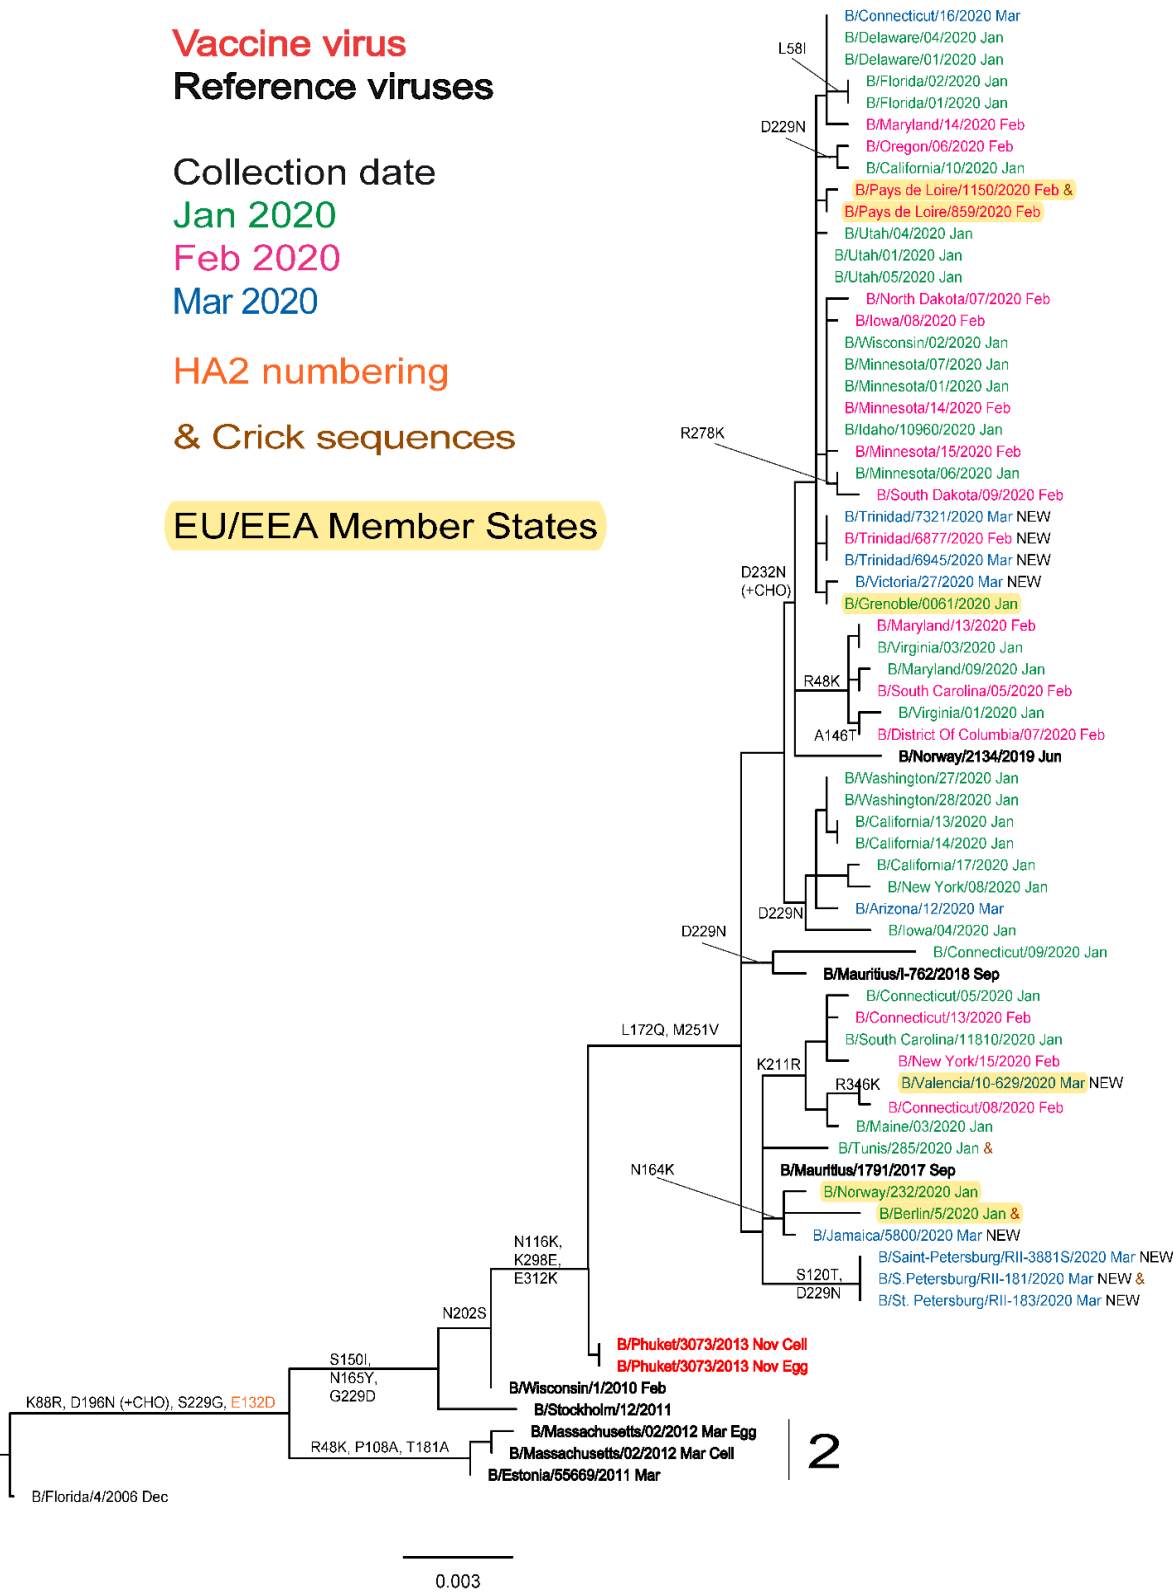 Vaccine virus
Reference viruses
Collection date
Jan 2020
Feb 2020
Mar 2020
HA2 numbering
& Crick sequences
EU/EEA Member States
B/Connecticut/16/2020 Mar
B/Delaware/04/2020 Jan
L58I
B/Delaware/01/2020 Jan
B/Florida/02/2020 Jan
B/Florida/01/2020 Jan
B/Maryland/14/2020 Feb
D229N
B/Oregon/06/2020 Feb
B/California/10/2020 Jan
B/Pays de Loire/1150/2020 Feb &
B/Pays de Loire/859/2020 Feb
B/Utah/04/2020 Jan
B/Utah/01/2020 Jan
B/Utah/05/2020 Jan
B/North Dakota/07/2020 Feb
B/Iowa/08/2020 Feb
B/Wisconsin/02/2020 Jan
B/Minnesota/07/2020 Jan
B/Minnesota/01/2020 Jan
B/Minnesota/14/2020 Feb
B/Idaho/10960/2020 Jan
R278K
B/Minnesota/15/2020 Feb
B/Minnesota/06/2020 Jan
B/South Dakota/09/2020 Feb
B/Trinidad/7321/2020 Mar NEW
B/Trinidad/6877/2020 Feb NEW
B/Trinidad/6945/2020 Mar NEW
D232N
(+CHO)
B/Victoria/27/2020 Mar NEW
B/Grenoble/0061/2020 Jan
B/Maryland/13/2020 Feb
B/Virginia/03/2020 Jan
B/Maryland/09/2020 Jan
R48K
B/South Carolina/05/2020 Feb
B/Virginia/01/2020 Jan
A146T
B/District Of Columbia/07/2020 Feb
B/Norway/2134/2019 Jun
B/Washington/27/2020 Jan
B/Washington/28/2020 Jan
B/California/13/2020 Jan
B/California/14/2020 Jan
B/California/17/2020 Jan
B/New York/08/2020 Jan
D229N
B/Arizona/12/2020 Mar
B/Iowa/04/2020 Jan
D229N
B/Connecticut/09/2020 Jan
B/Mauritius/I-762/2018 Sep
B/Connecticut/05/2020 Jan
B/Connecticut/13/2020 Feb
L172Q, M251V
B/South Carolina/11810/2020 Jan
B/New York/15/2020 Feb
K211R
R346K
B/Valencia/10-629/2020 Mar NEW
B/Connecticut/08/2020 Feb
B/Maine/03/2020 Jan
B/Tunis/285/2020 Jan &
N164K
B/Mauritius/1791/2017 Sep
B/Norway/232/2020 Jan
B/Berlin/5/2020 Jan &
B/Jamaica/5800/2020 Mar NEW
N116K,
K298E,
E312K
B/Saint-Petersburg/RII-3881S/2020 Mar NEW
S120T,
D229N
B/S.Petersburg/RII-181/2020 Mar NEW &
B/St. Petersburg/RII-183/2020 Mar NEW
N202S
B/Phuket/3073/2013 Nov Cell
B/Phuket/3073/2013 Nov Egg
S150I,
N165Y,
G229D
B/Wisconsin/1/2010 Feb
K88R, D196N (+CHO), S229G, E132D
B/Stockholm/12/2011
B/Massachusetts/02/2012 Mar Egg
R48K, P108A, T181A
B/Massachusetts/02/2012 Mar Cell
2
B/Estonia/55669/2011 Mar
B/Florida/4/2006 Dec
0.003